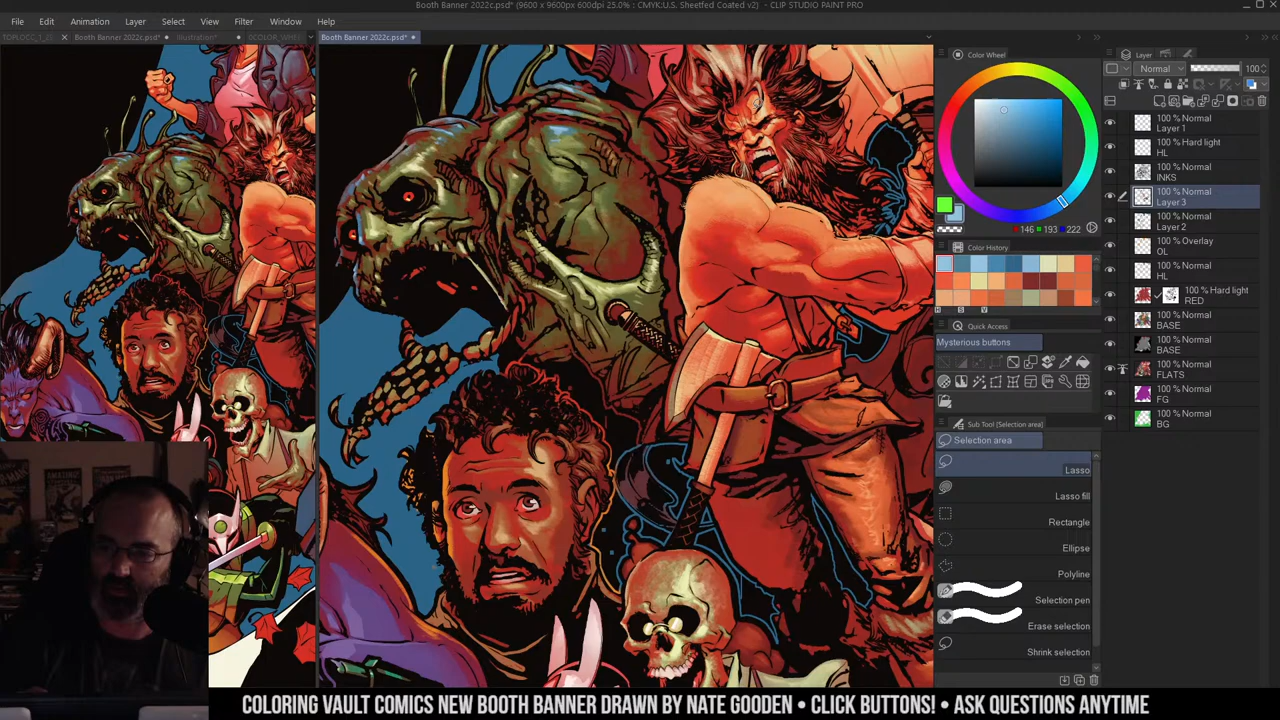 Booth Banner 2022c.psd* (9600 x 9600px 600dpi 25.0% : CMYK:U.S. Sheetfed Coated v2) - CLIP STUDIO PAINT PRO
File Edit Animation Layer Select View Filter Window Help
Booth Banner 2022c.psd* Illustration* Booth Banner 2022c.psd*
Color Wheel
146 193 222
Color History
H S V
Quick Access
Mysterious buttons
Sub Tool [Selection area]
Selection area
Lasso
Lasso fill
Rectangle
Ellipse
Polyline
Selection pen
Erase selection
Shrink selection
Layer
Normal 100
100 % Normal
Layer 1
100 % Hard light
HL
100 % Normal
INKS
100 % Normal
Layer 3
100 % Normal
Layer 2
100 % Overlay
OL
100 % Normal
HL
100 % Hard light
RED
100 % Normal
BASE
100 % Normal
BASE
100 % Normal
FLATS
100 % Normal
FG
100 % Normal
BG
COLORING VAULT COMICS NEW BOOTH BANNER DRAWN BY NATE GOODEN • CLICK BUTTONS! • ASK QUESTIONS ANYTIME